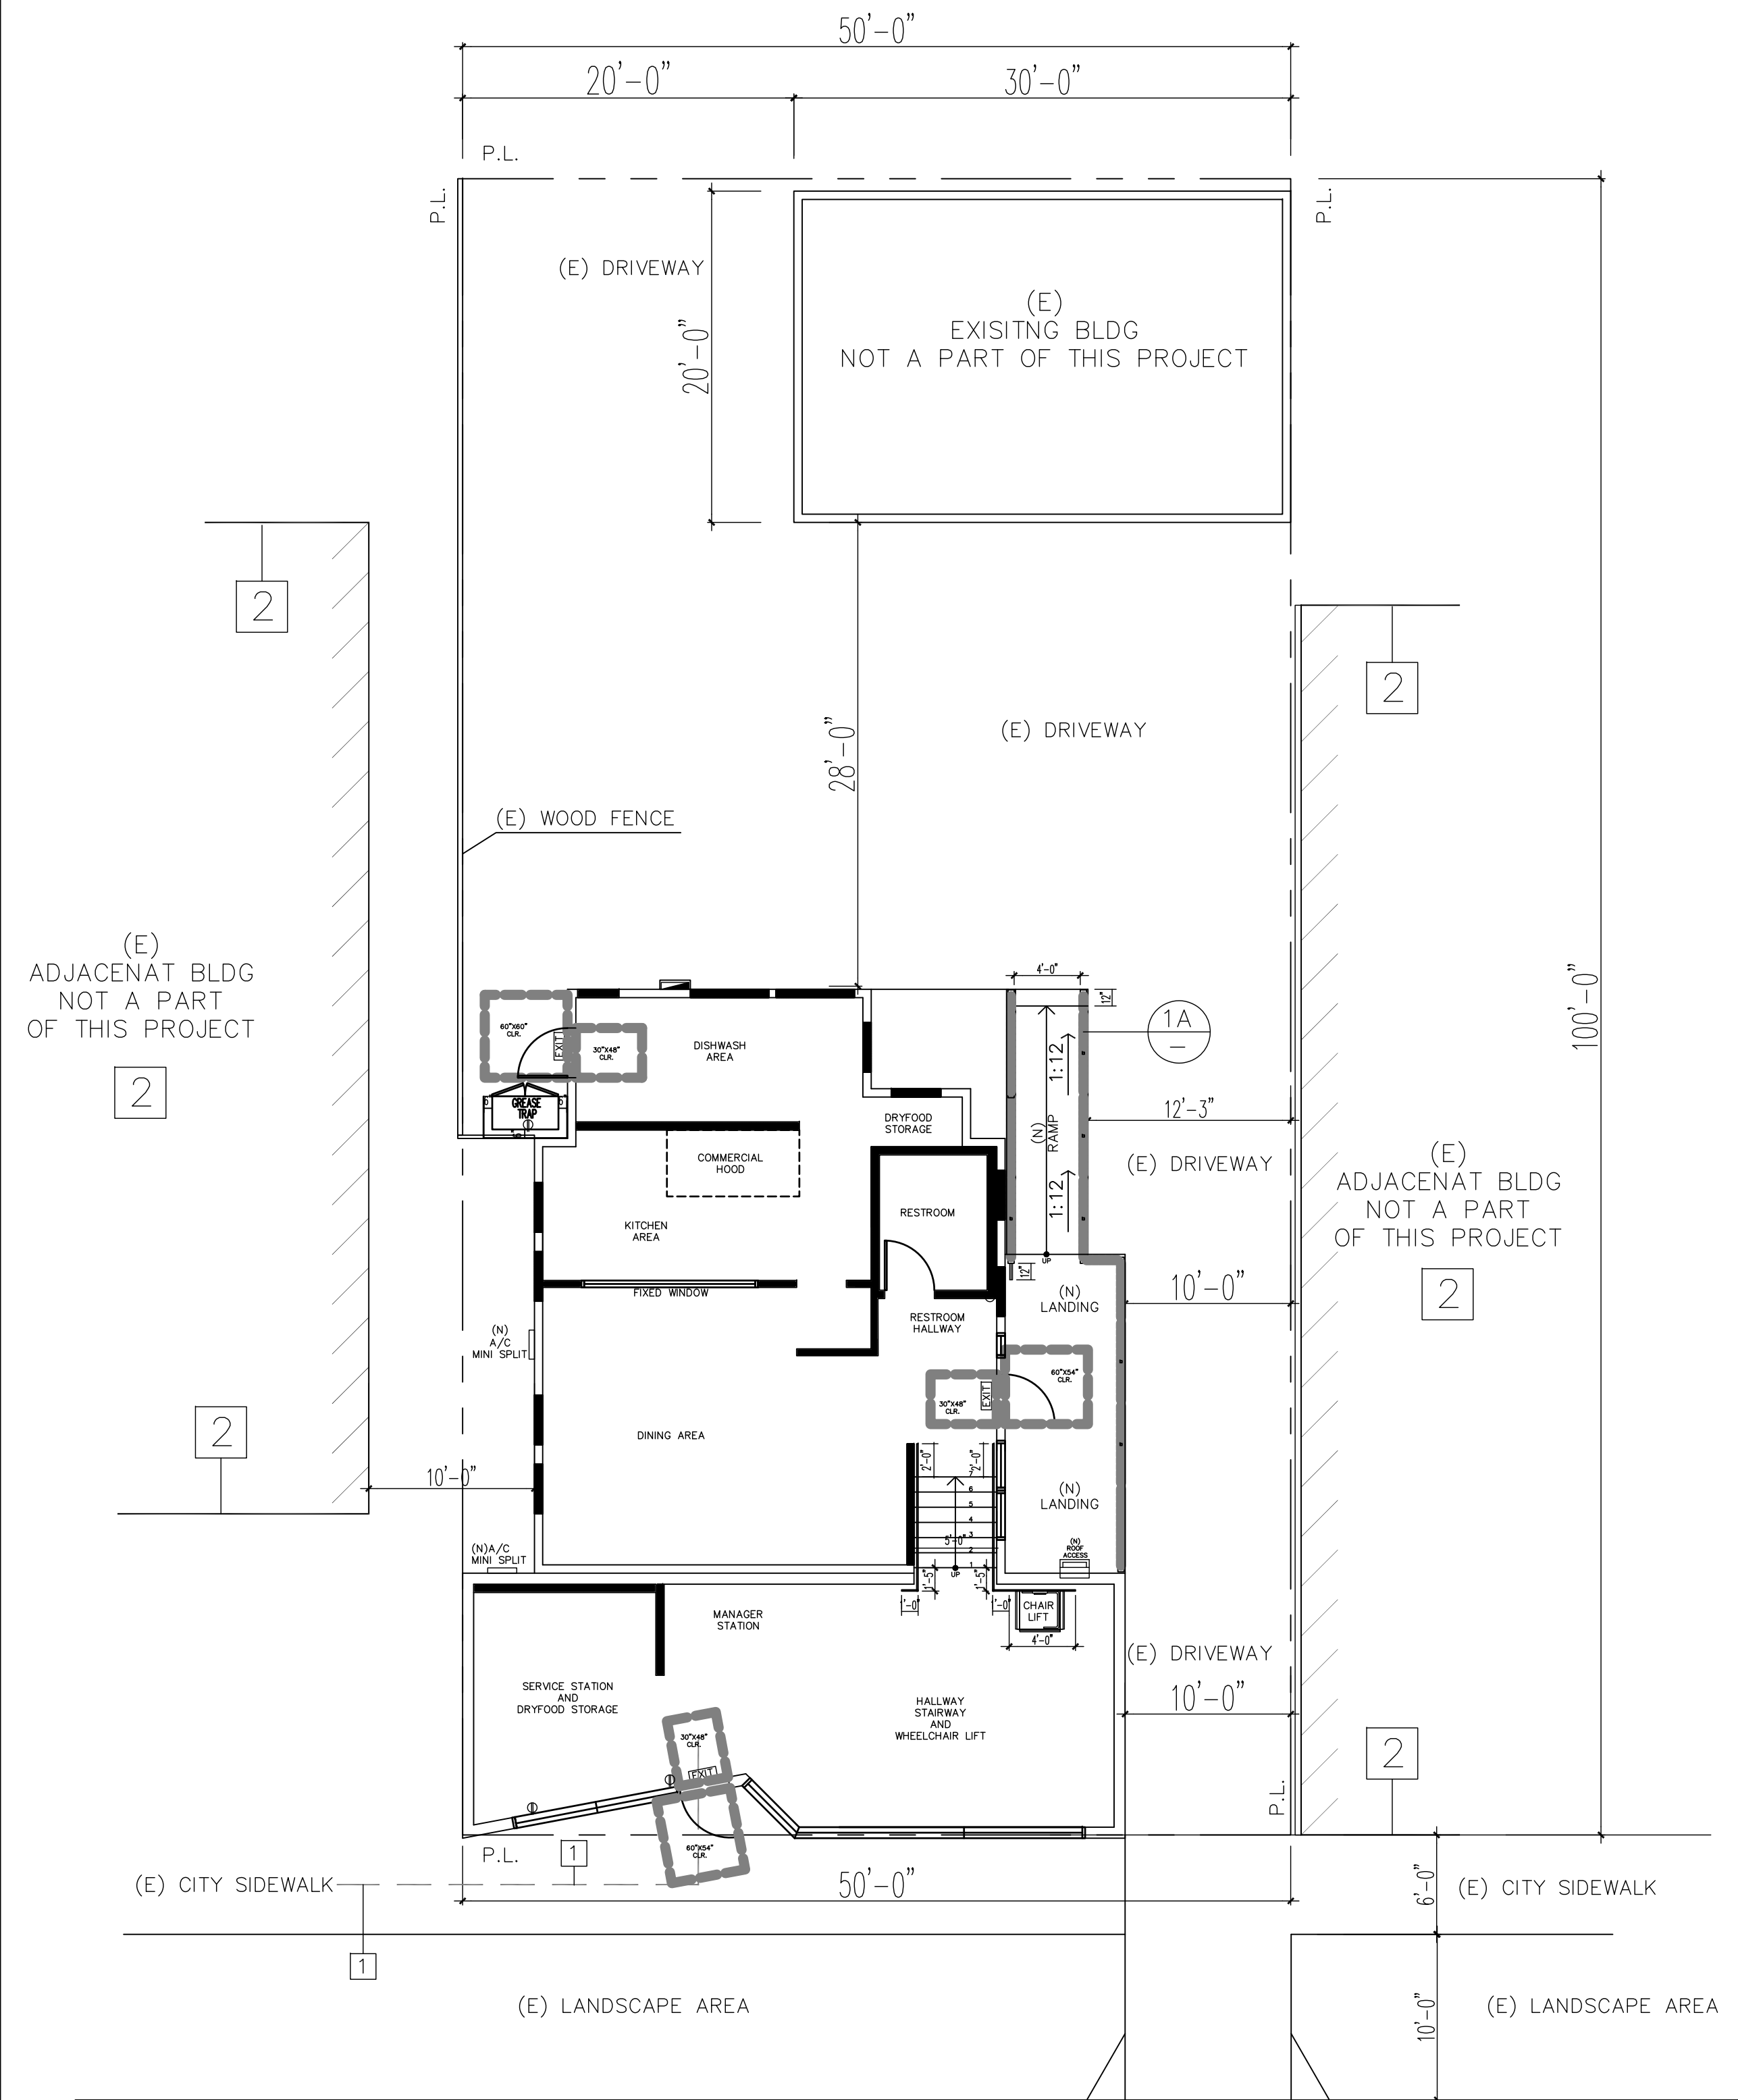 50'-0"
20'-0"
30'-0"
P.L.
P.L.
P.L.
(E) DRIVEWAY
20'-0"
(E)
EXISITNG BLDG
NOT A PART OF THIS PROJECT
2
2
28'-0"
(E) DRIVEWAY
(E) WOOD FENCE
100'-0"
(E)
ADJACENAT BLDG
NOT A PART
OF THIS PROJECT
2
4'-0"
12"
1A
60"X60"
CLR.
EXIT
30"X48"
CLR.
DISHWASH
AREA
1:12
GREASE
TRAP
12'-3"
DRYFOOD
STORAGE
(N)
RAMP
COMMERCIAL
HOOD
(E) DRIVEWAY
(E)
ADJACENAT BLDG
NOT A PART
OF THIS PROJECT
2
1:12
RESTROOM
KITCHEN
AREA
UP
12"
FIXED WINDOW
(N)
LANDING
10'-0"
RESTROOM
HALLWAY
(N)
A/C
MINI SPLIT
60"X54"
CLR.
EXIT
30"X48"
CLR.
2
DINING AREA
2'-0"
2'-0"
10'-0"
7
6
5
4
3
2
1
5'-0"
UP
(N)
LANDING
(N)
ROOF
ACCESS
(N)A/C
MINI SPLIT
1'-5"
1'-5"
1'-0"
1'-0"
CHAIR
LIFT
4'-0"
MANAGER
STATION
(E) DRIVEWAY
SERVICE STATION
AND
DRYFOOD STORAGE
10'-0"
HALLWAY
STAIRWAY
AND
WHEELCHAIR LIFT
30"X48"
CLR.
EXIT
2
P.L.
60"X54"
CLR.
P.L.
1
(E) CITY SIDEWALK
50'-0"
6'-0"
(E) CITY SIDEWALK
1
(E) LANDSCAPE AREA
10'-0"
(E) LANDSCAPE AREA